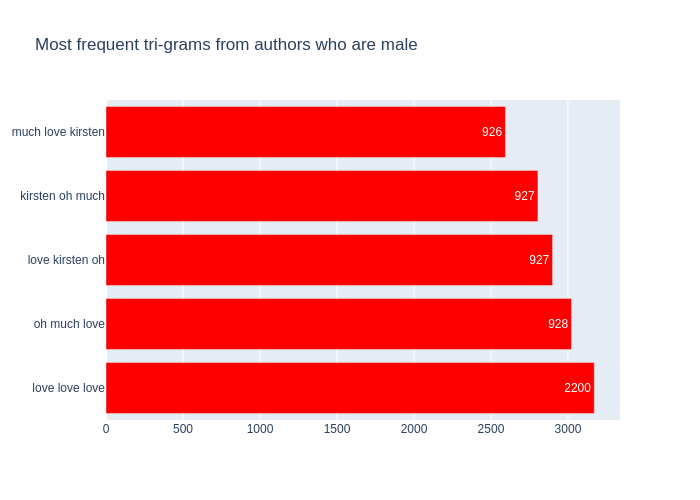 Most frequent tri-grams from authors who are male
much love kirsten 926
kirsten oh much 927
love kirsten oh 927
oh much love 928
love love love 2200
0 500 1000 1500 2000 2500 3000